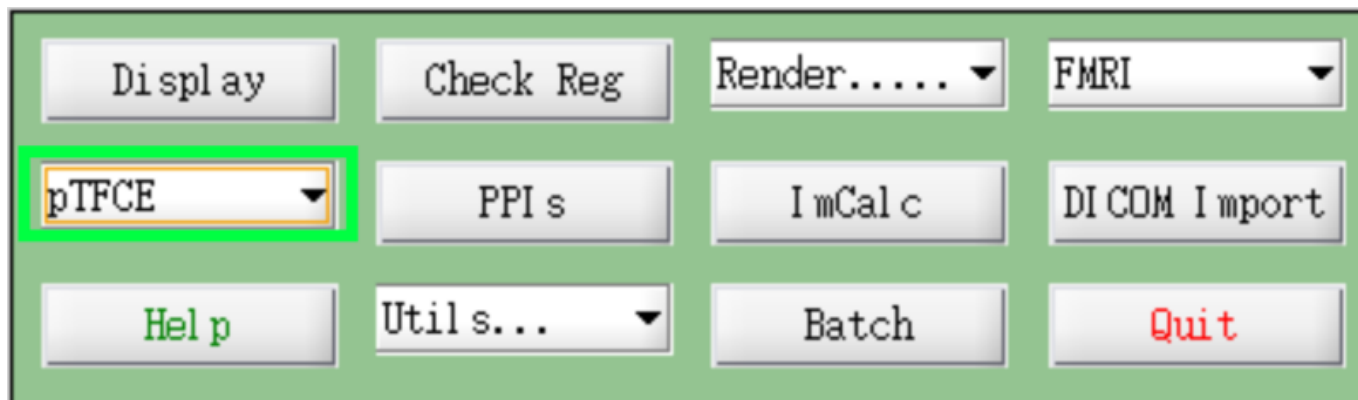 Display Check Reg Render..... FMRI
pTFCE PPIs ImCalc DICOM Import
Help Utils... Batch Quit